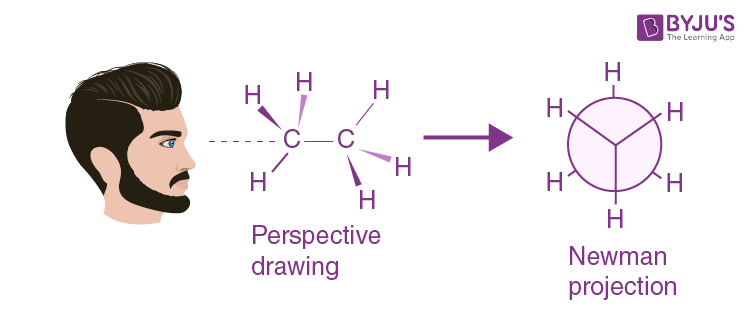 BYJU'S
The Learning App
H
H
H
C
C
H
H
H
H
Perspective
drawing
H
H
H
H
H
H
Newman
projection